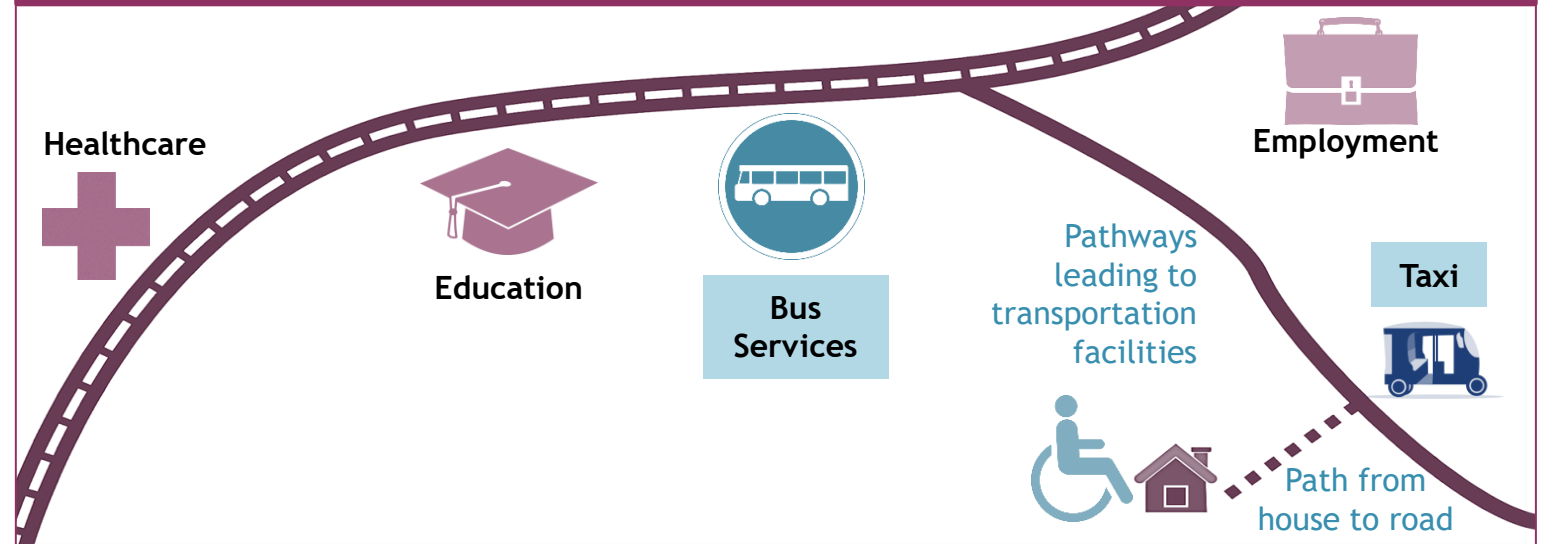 Healthcare
Education
Bus
Services
Pathways
leading to
transportation
facilities
Employment
Taxi
Path from
house to road